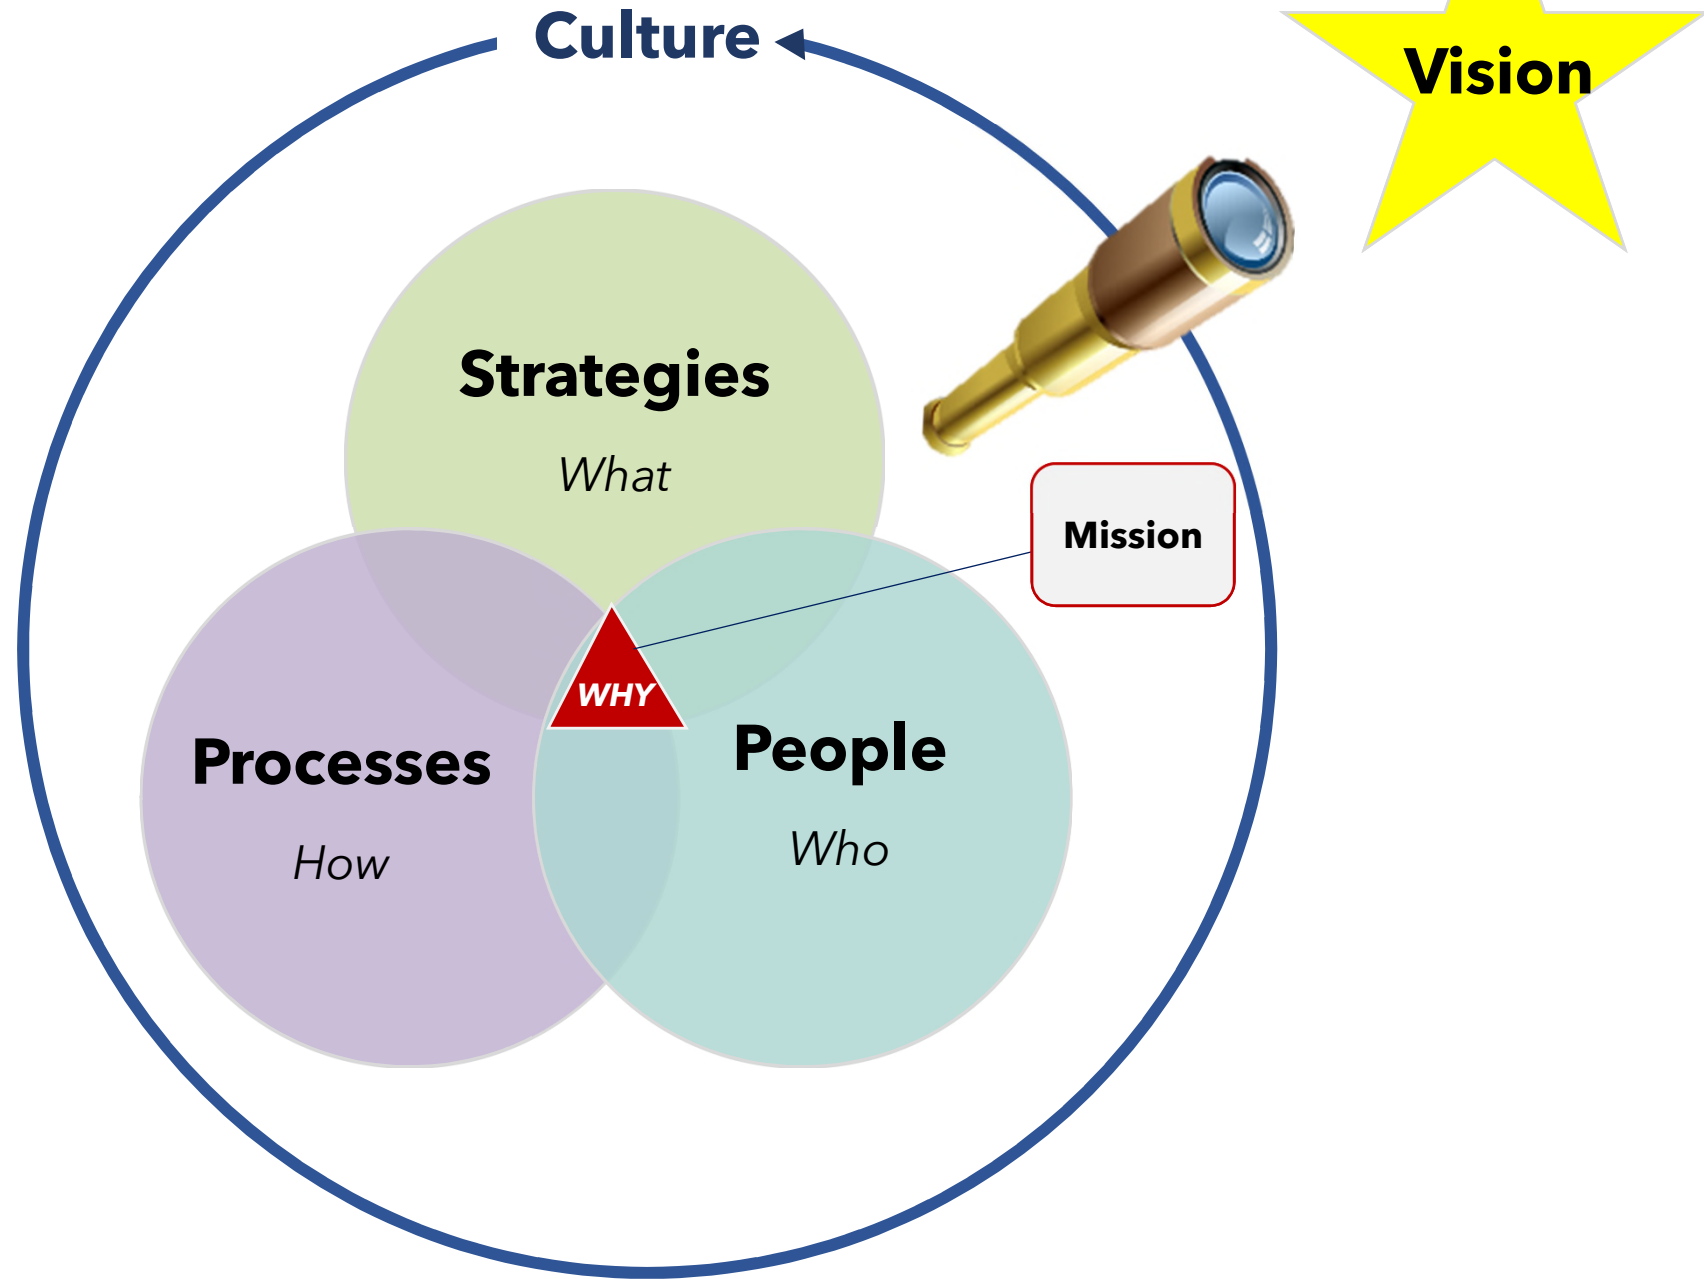 Culture
Vision
Strategies
What
Mission
WHY
Processes
How
People
Who